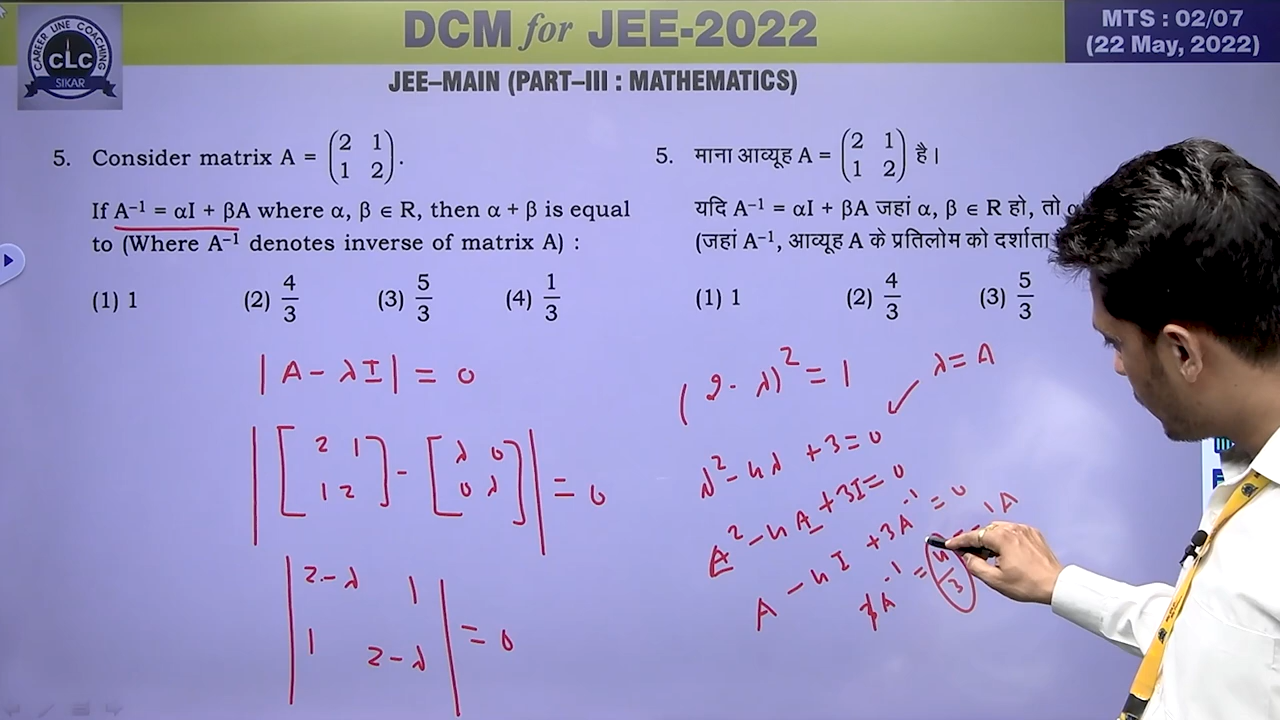 CAREER LINE COACHING
CLC
SIKAR
DCM for JEE-2022
MTS : 02/07
(22 May, 2022)
JEE–MAIN (PART–III : MATHEMATICS)
5. Consider matrix A = (2 1
1 2).
If A⁻¹ = αI + βA where α, β ∈ R, then α + β is equal
to (Where A⁻¹ denotes inverse of matrix A) :
(1) 1 (2) 4/3 (3) 5/3 (4) 1/3
5. माना आव्यूह A = (2 1
1 2) है।
यदि A⁻¹ = αI + βA जहां α, β ∈ R हो, तो
(जहां A⁻¹, आव्यूह A के प्रतिलोम को दर्शाता
(1) 1 (2) 4/3 (3) 5/3
|A - λI| = 0
|[2 1
1 2] - [λ 0
0 λ]| = 0
|2-λ 1
1 2-λ| = 0
(2-λ)² = 1
λ = A
λ² - 4λ + 3 = 0
A² - 4A + 3I = 0
A - 4I + 3A⁻¹ = 0
3A⁻¹ = 4/3 - 1A